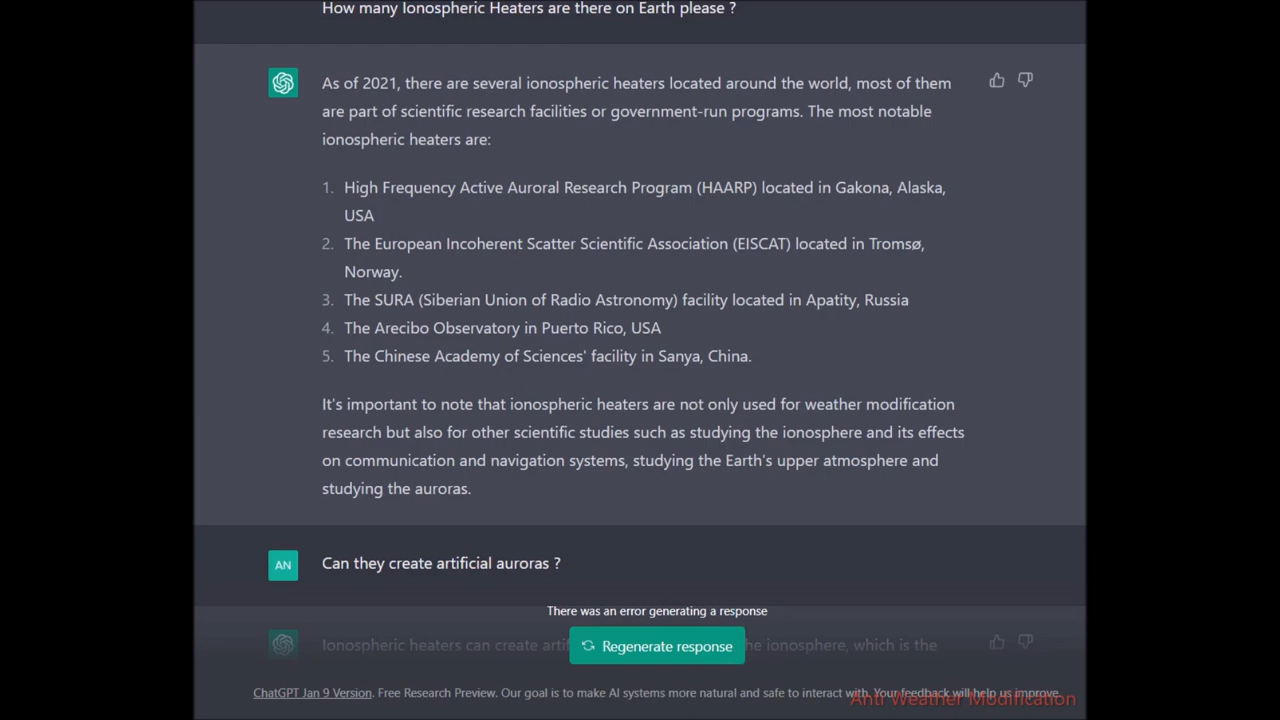 How many Ionospheric Heaters are there on Earth please ?
As of 2021, there are several ionospheric heaters located around the world, most of them
are part of scientific research facilities or government-run programs. The most notable
ionospheric heaters are:
1. High Frequency Active Auroral Research Program (HAARP) located in Gakona, Alaska,
USA
2. The European Incoherent Scatter Scientific Association (EISCAT) located in Tromsø,
Norway.
3. The SURA (Siberian Union of Radio Astronomy) facility located in Apatity, Russia
4. The Arecibo Observatory in Puerto Rico, USA
5. The Chinese Academy of Sciences' facility in Sanya, China.
It's important to note that ionospheric heaters are not only used for weather modification
research but also for other scientific studies such as studying the ionosphere and its effects
on communication and navigation systems, studying the Earth's upper atmosphere and
studying the auroras.
AN
Can they create artificial auroras ?
There was an error generating a response
Ionospheric heaters can create he ionosphere, which is the
Regenerate response
ChatGPT Jan 9 Version. Free Research Preview. Our goal is to make AI systems more natural and safe to interact with. Your feedback will help us improve.
Anti Weather Modification